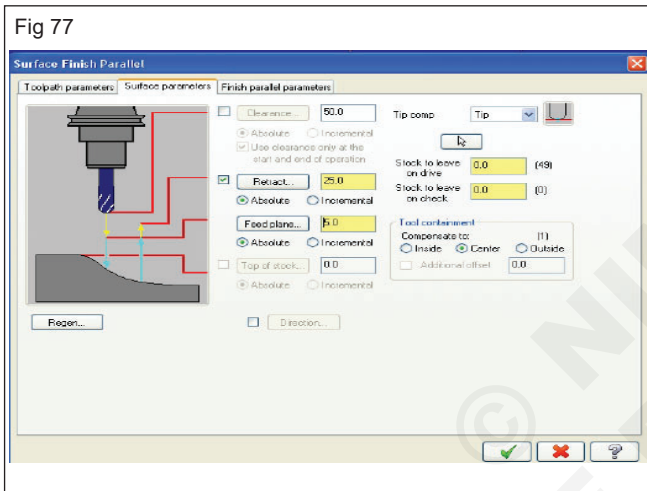 Fig 77
Surface Finish Parallel
Toolpath parameters Surface parameters Finish parallel parameters
Clearance... 50.0
Absolute Incremental
Use clearance only at the
start and end of operation
Retract... 25.0
Absolute Incremental
Feed plane... 5.0
Absolute Incremental
Top of stock... 0.0
Absolute Incremental
Tip comp Tip
Stock to leave
on drive 0.0 (49)
Stock to leave
on check 0.0 (0)
Tool containment
Compensate to: (1)
Inside Center Outside
Additional offset 0.0
Regen...
Direction...
© NI